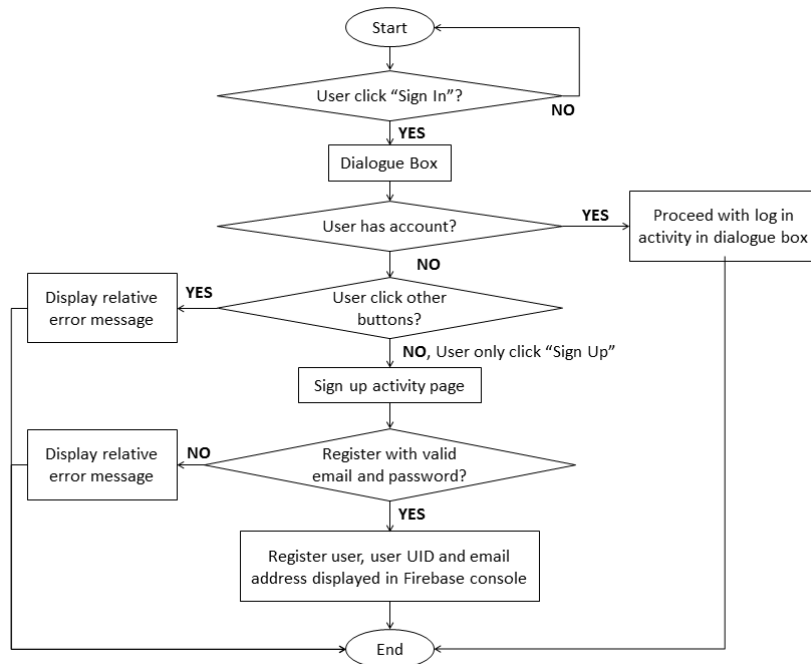 Start
User click “Sign In”?
NO
YES
Dialogue Box
User has account?
YES
Proceed with log in
activity in dialogue box
NO
Display relative
error message
YES
User click other
buttons?
NO, User only click “Sign Up”
Sign up activity page
Display relative
error message
NO
Register with valid
email and password?
YES
Register user, user UID and email
address displayed in Firebase console
End